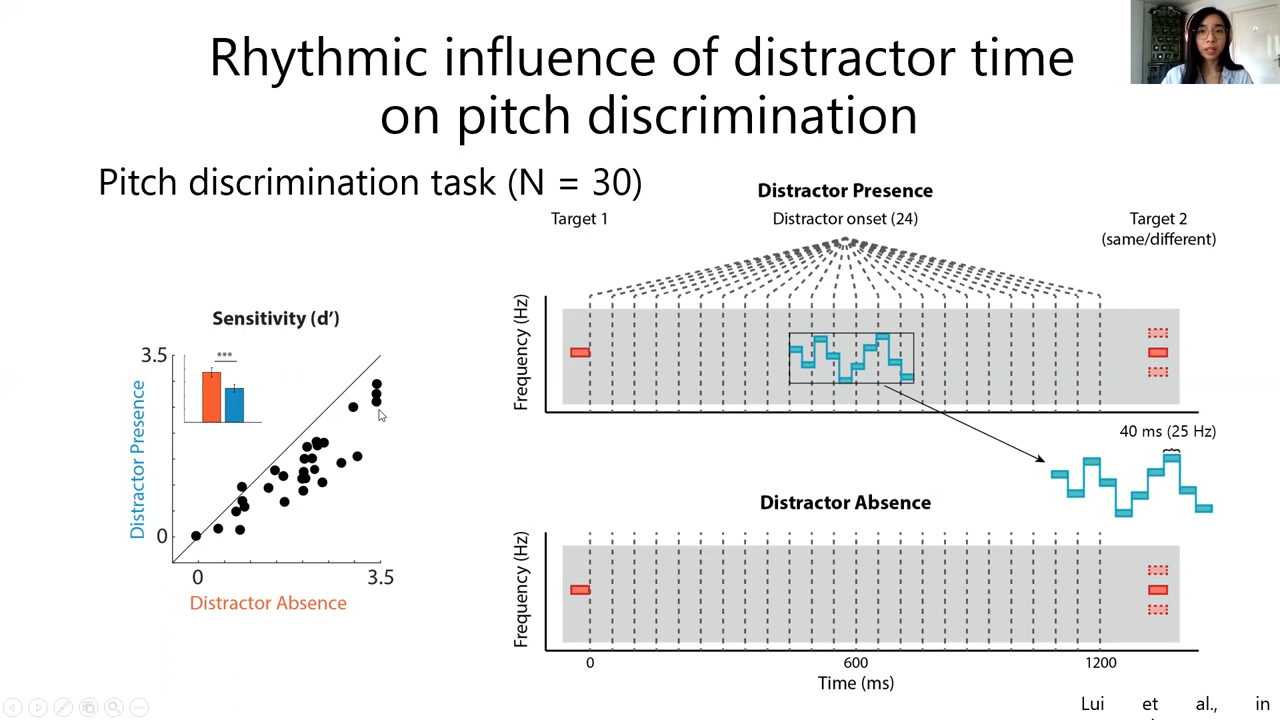 Rhythmic influence of distractor time
on pitch discrimination
Pitch discrimination task (N = 30)
Distractor Presence
Target 1
Distractor onset (24)
Target 2
(same/different)
Frequency (Hz)
Sensitivity (d’)
3.5
***
Distractor Presence
0
0
3.5
Distractor Absence
40 ms (25 Hz)
Distractor Absence
Frequency (Hz)
0
600
1200
Time (ms)
Lui et al., in